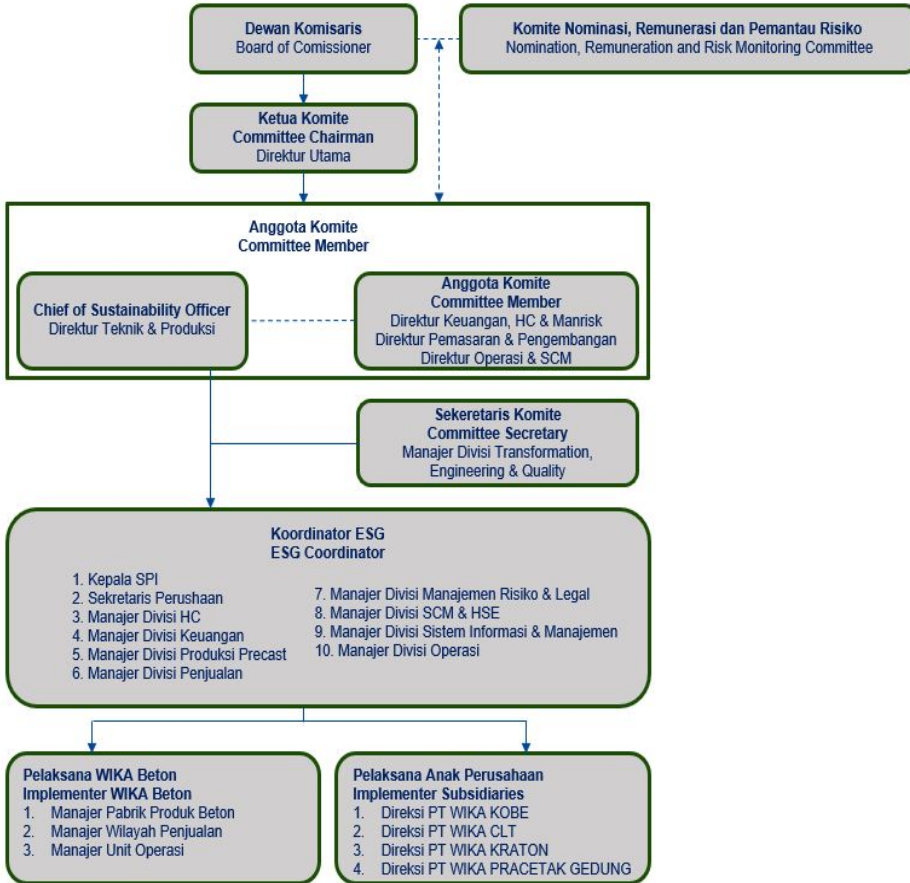 Dewan Komisaris
Board of Comissioner
Komite Nominasi, Remunerasi dan Pemantau Risiko
Nomination, Remuneration and Risk Monitoring Committee
Ketua Komite
Committee Chairman
Direktur Utama
Anggota Komite
Committee Member
Chief of Sustainability Officer
Direktur Teknik & Produksi
Anggota Komite
Committee Member
Direktur Keuangan, HC & Manrisk
Direktur Pemasaran & Pengembangan
Direktur Operasi & SCM
Sekeretaris Komite
Committee Secretary
Manajer Divisi Transformation,
Engineering & Quality
Koordinator ESG
ESG Coordinator
1. Kepala SPI
2. Sekretaris Perushaan
3. Manajer Divisi HC
4. Manajer Divisi Keuangan
5. Manajer Divisi Produksi Precast
6. Manajer Divisi Penjualan
7. Manajer Divisi Manajemen Risiko & Legal
8. Manajer Divisi SCM & HSE
9. Manajer Divisi Sistem Informasi & Manajemen
10. Manajer Divisi Operasi
Pelaksana WIKA Beton
Implementer WIKA Beton
1. Manajer Pabrik Produk Beton
2. Manajer Wilayah Penjualan
3. Manajer Unit Operasi
Pelaksana Anak Perusahaan
Implementer Subsidiaries
1. Direksi PT WIKA KOBE
2. Direksi PT WIKA CLT
3. Direksi PT WIKA KRATON
4. Direksi PT WIKA PRACETAK GEDUNG